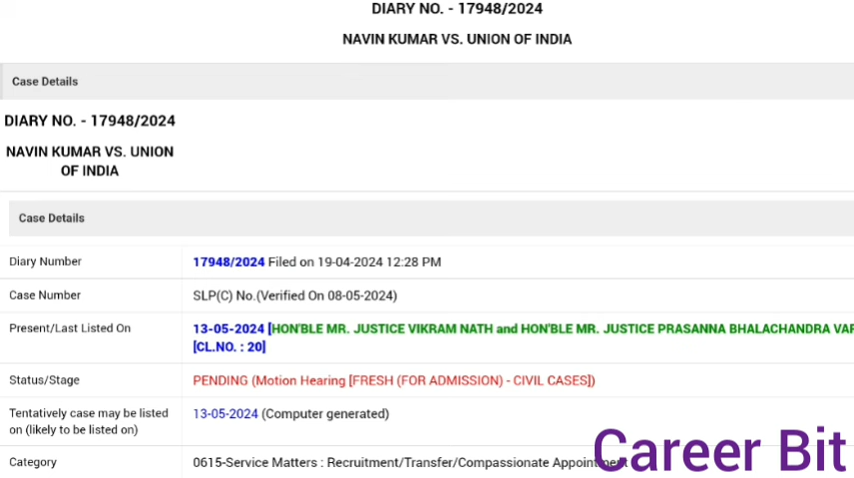 DIARY NO. - 17948/2024
NAVIN KUMAR VS. UNION OF INDIA
Case Details
DIARY NO. - 17948/2024
NAVIN KUMAR VS. UNION
OF INDIA
Case Details
Diary Number 17948/2024 Filed on 19-04-2024 12:28 PM
Case Number SLP(C) No.(Verified On 08-05-2024)
Present/Last Listed On 13-05-2024 [HON'BLE MR. JUSTICE VIKRAM NATH and HON'BLE MR. JUSTICE PRASANNA BHALACHANDRA
[CL.NO. : 20]
Status/Stage PENDING (Motion Hearing [FRESH (FOR ADMISSION) - CIVIL CASES])
Tentatively case may be listed
on (likely to be listed on) 13-05-2024 (Computer generated)
Category 0615-Service Matters : Recruitment/Transfer/Compassionate Appointment
Career Bit